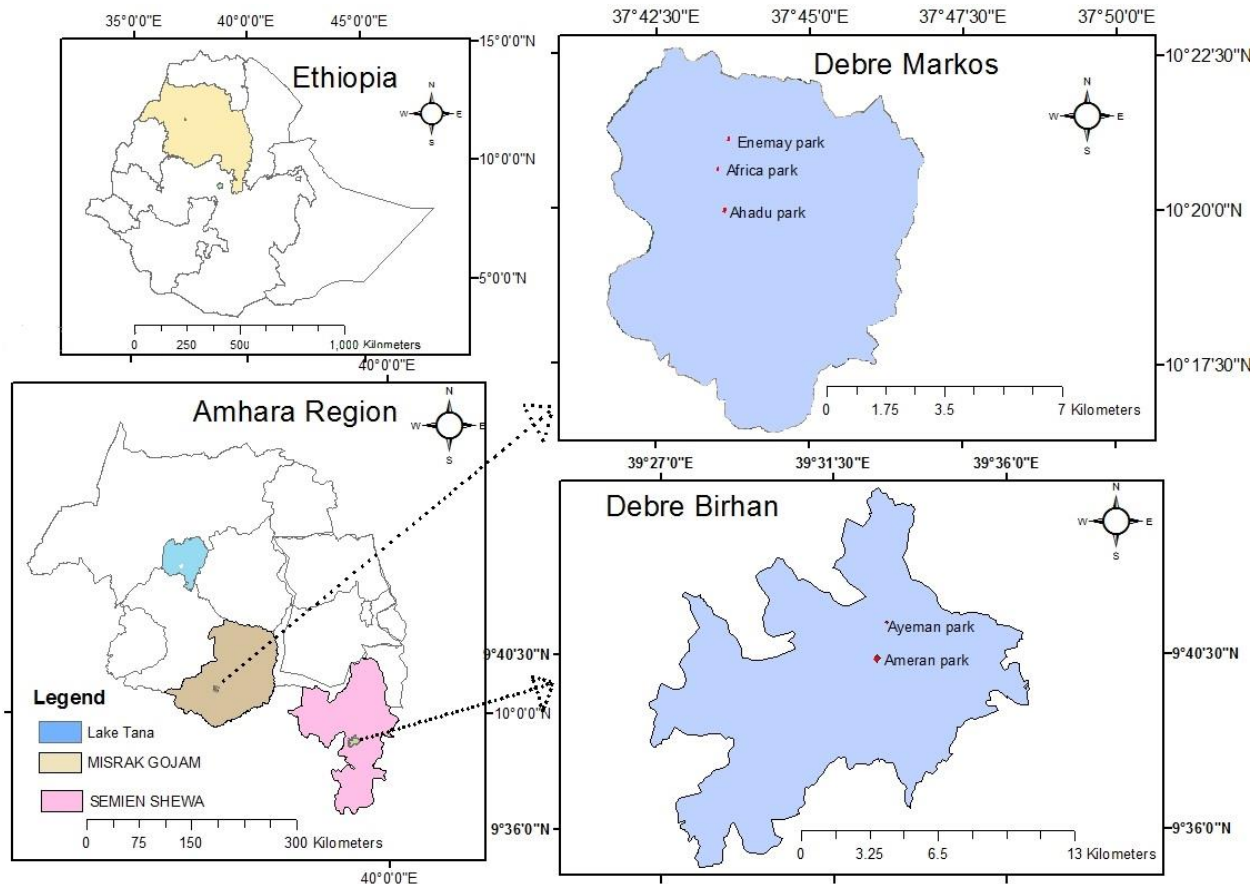 35°0'0"E 40°0'0"E 45°0'0"E
Ethiopia
N
W E
S
15°0'0"N
10°0'0"N
5°0'0"N
0 250 500 1,000 Kilometers
40°0'0"E
37°42'30"E 37°45'0"E 37°47'30"E 37°50'0"E
Debre Markos
N
W E
S
Enemay park
Africa park
Ahadu park
10°22'30"N
10°20'0"N
10°17'30"N
0 1.75 3.5 7 Kilometers
Amhara Region
N
W E
S
Legend
Lake Tana
MISRAK GOJAM
SEMIEN SHEWA
0 75 150 300 Kilometers
9°40'30"N
10°0'0"N
9°36'0"N
40°0'0"E
39°27'0"E 39°31'30"E 39°36'0"E
Debre Birhan
N
W E
S
Ayeman park
Ameran park
9°40'30"N
9°36'0"N
0 3.25 6.5 13 Kilometers